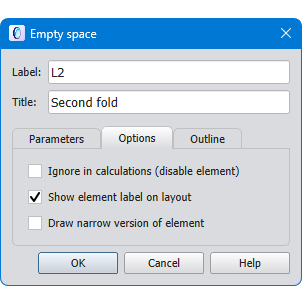 Empty space
Label: L2
Title: Second fold
Parameters Options Outline
Ignore in calculations (disable element)
Show element label on layout
Draw narrow version of element
OK Cancel Help